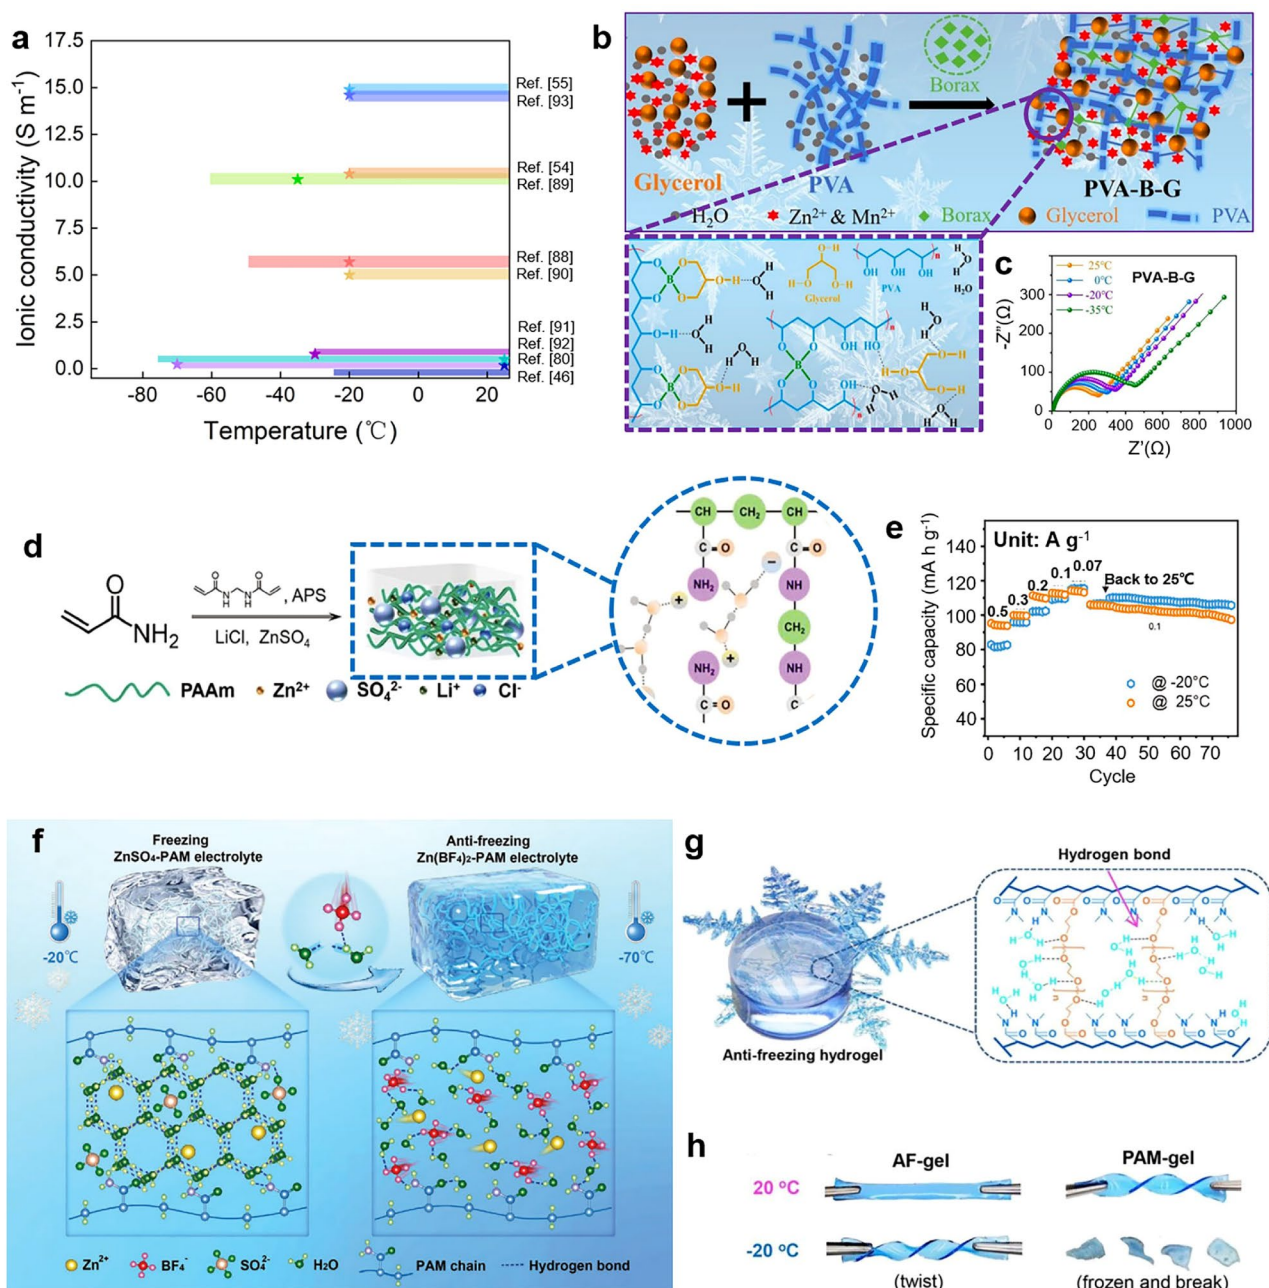 a
17.5
15.0
12.5
10.0
7.5
5.0
2.5
0.0
Ionic conductivity (S m⁻¹)
-80
-60
-40
-20
0
20
Temperature (℃)
Ref. [55]
Ref. [93]
Ref. [54]
Ref. [89]
Ref. [88]
Ref. [90]
Ref. [91]
Ref. [92]
Ref. [80]
Ref. [46]
b
Borax
Glycerol
PVA
PVA-B-G
H₂O
Zn²⁺ & Mn²⁺
Borax
Glycerol
PVA
Glycerol
PVA
H₂O
c
25℃
0℃
-20℃
-35℃
PVA-B-G
-Z"(Ω)
300
200
100
0
0
200
400
600
800
1000
Z'(Ω)
d
NH₂
, APS
LiCl, ZnSO₄
PAAm
Zn²⁺
SO₄²⁻
Li⁺
Cl⁻
CH
CH₂
CH
C=O
C=O
NH₂
NH
CH₂
NH₂
NH
C=O
C
e
Unit: A g⁻¹
Specific capacity (mA h g⁻¹)
140
120
100
80
60
40
0.5
0.3
0.2
0.1
0.07
Back to 25℃
0.1
@ -20°C
@ 25°C
0
10
20
30
40
50
60
70
Cycle
f
Freezing
ZnSO₄-PAM electrolyte
Anti-freezing
Zn(BF₄)₂-PAM electrolyte
-20℃
-70℃
Zn²⁺
BF₄⁻
SO₄²⁻
H₂O
PAM chain
Hydrogen bond
g
Hydrogen bond
Anti-freezing hydrogel
h
AF-gel
PAM-gel
20 °C
-20 °C
(twist)
(frozen and break)